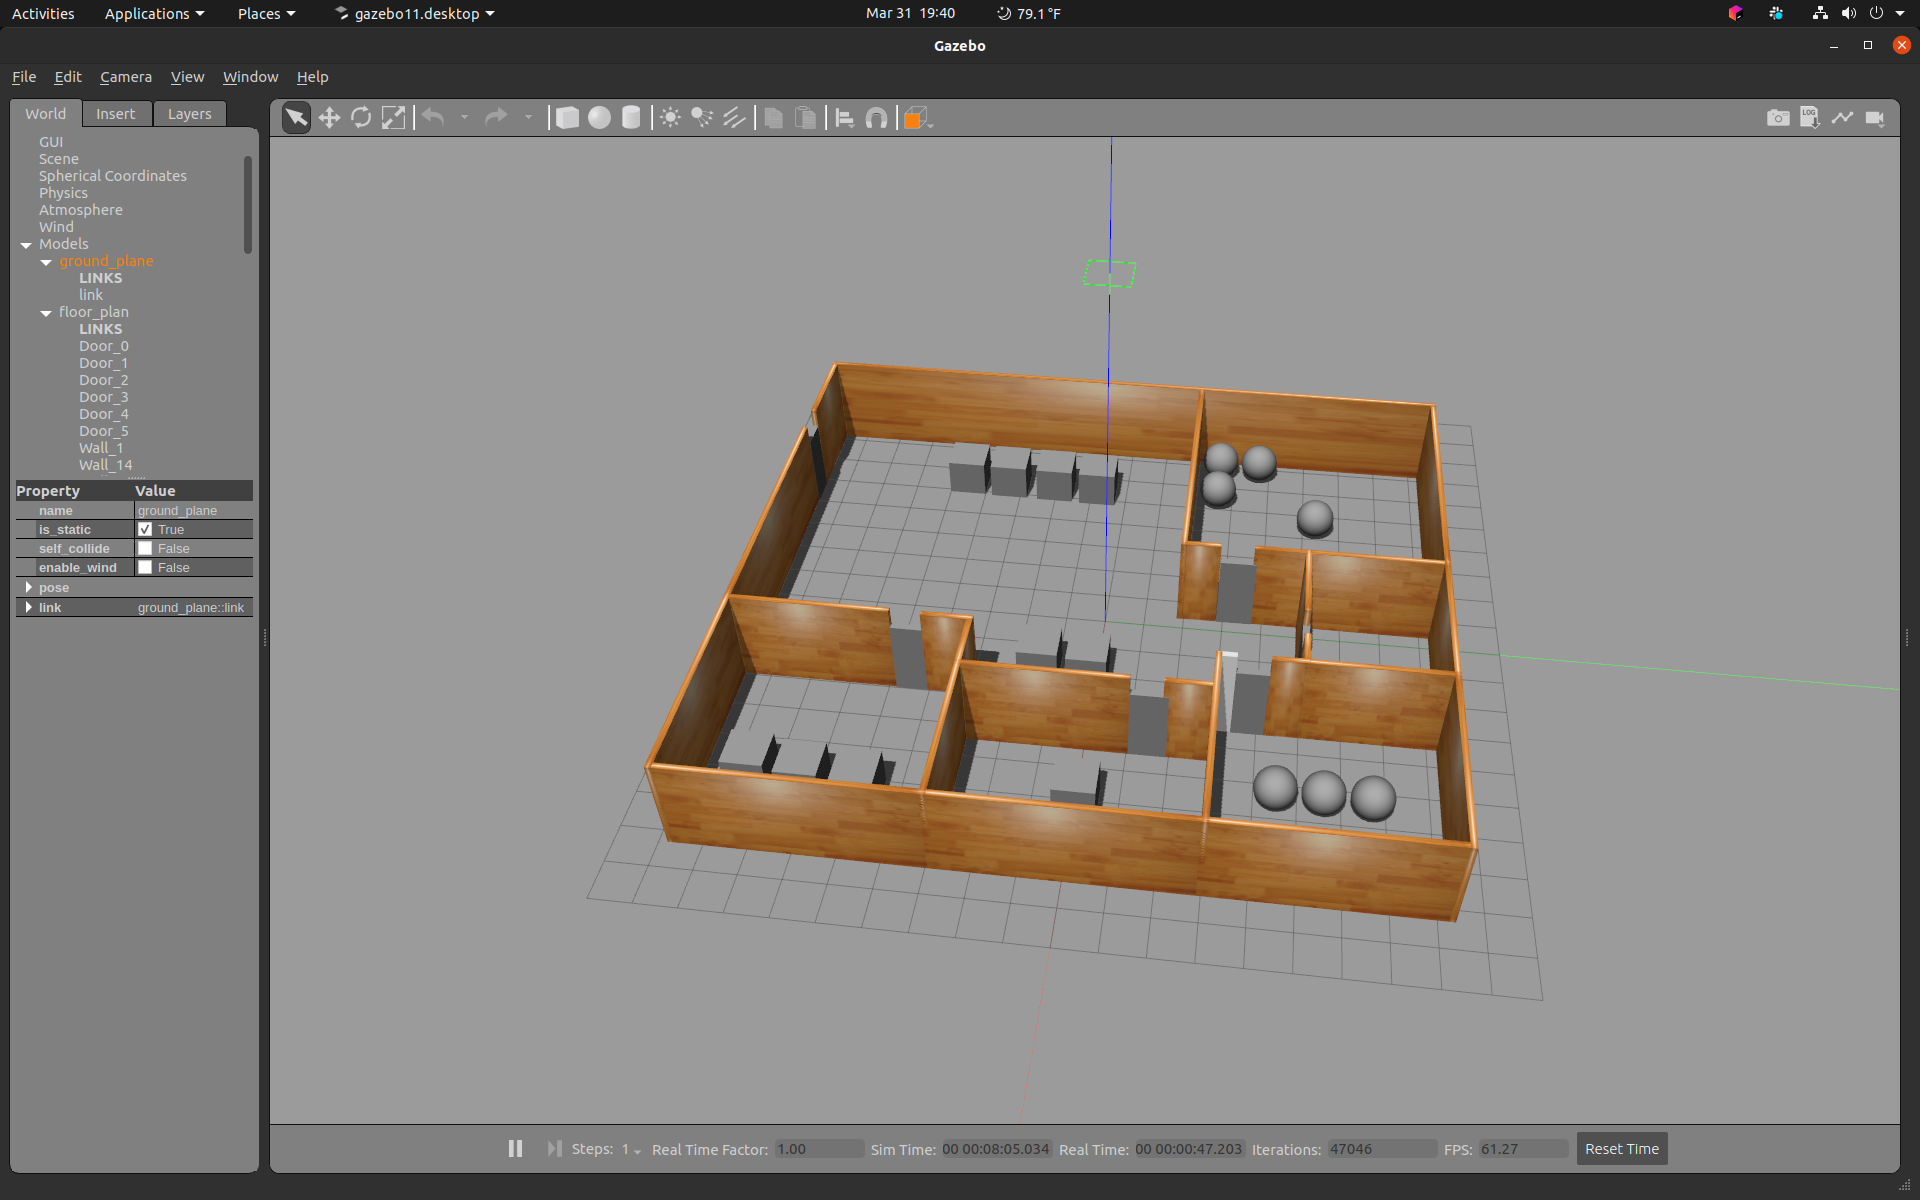 Activities Applications Places gazebo11.desktop Mar 31 19:40 79.1 °F
Gazebo
File Edit Camera View Window Help
World Insert Layers
GUI
Scene
Spherical Coordinates
Physics
Atmosphere
Wind
Models
ground_plane
LINKS
link
floor_plan
LINKS
Door_0
Door_1
Door_2
Door_3
Door_4
Door_5
Wall_1
Wall_14
Property Value
name ground_plane
is_static True
self_collide False
enable_wind False
pose
link ground_plane::link
LOG
Steps: 1 Real Time Factor: 1.00 Sim Time: 00 00:08:05.034 Real Time: 00 00:00:47.203 Iterations: 47046 FPS: 61.27 Reset Time